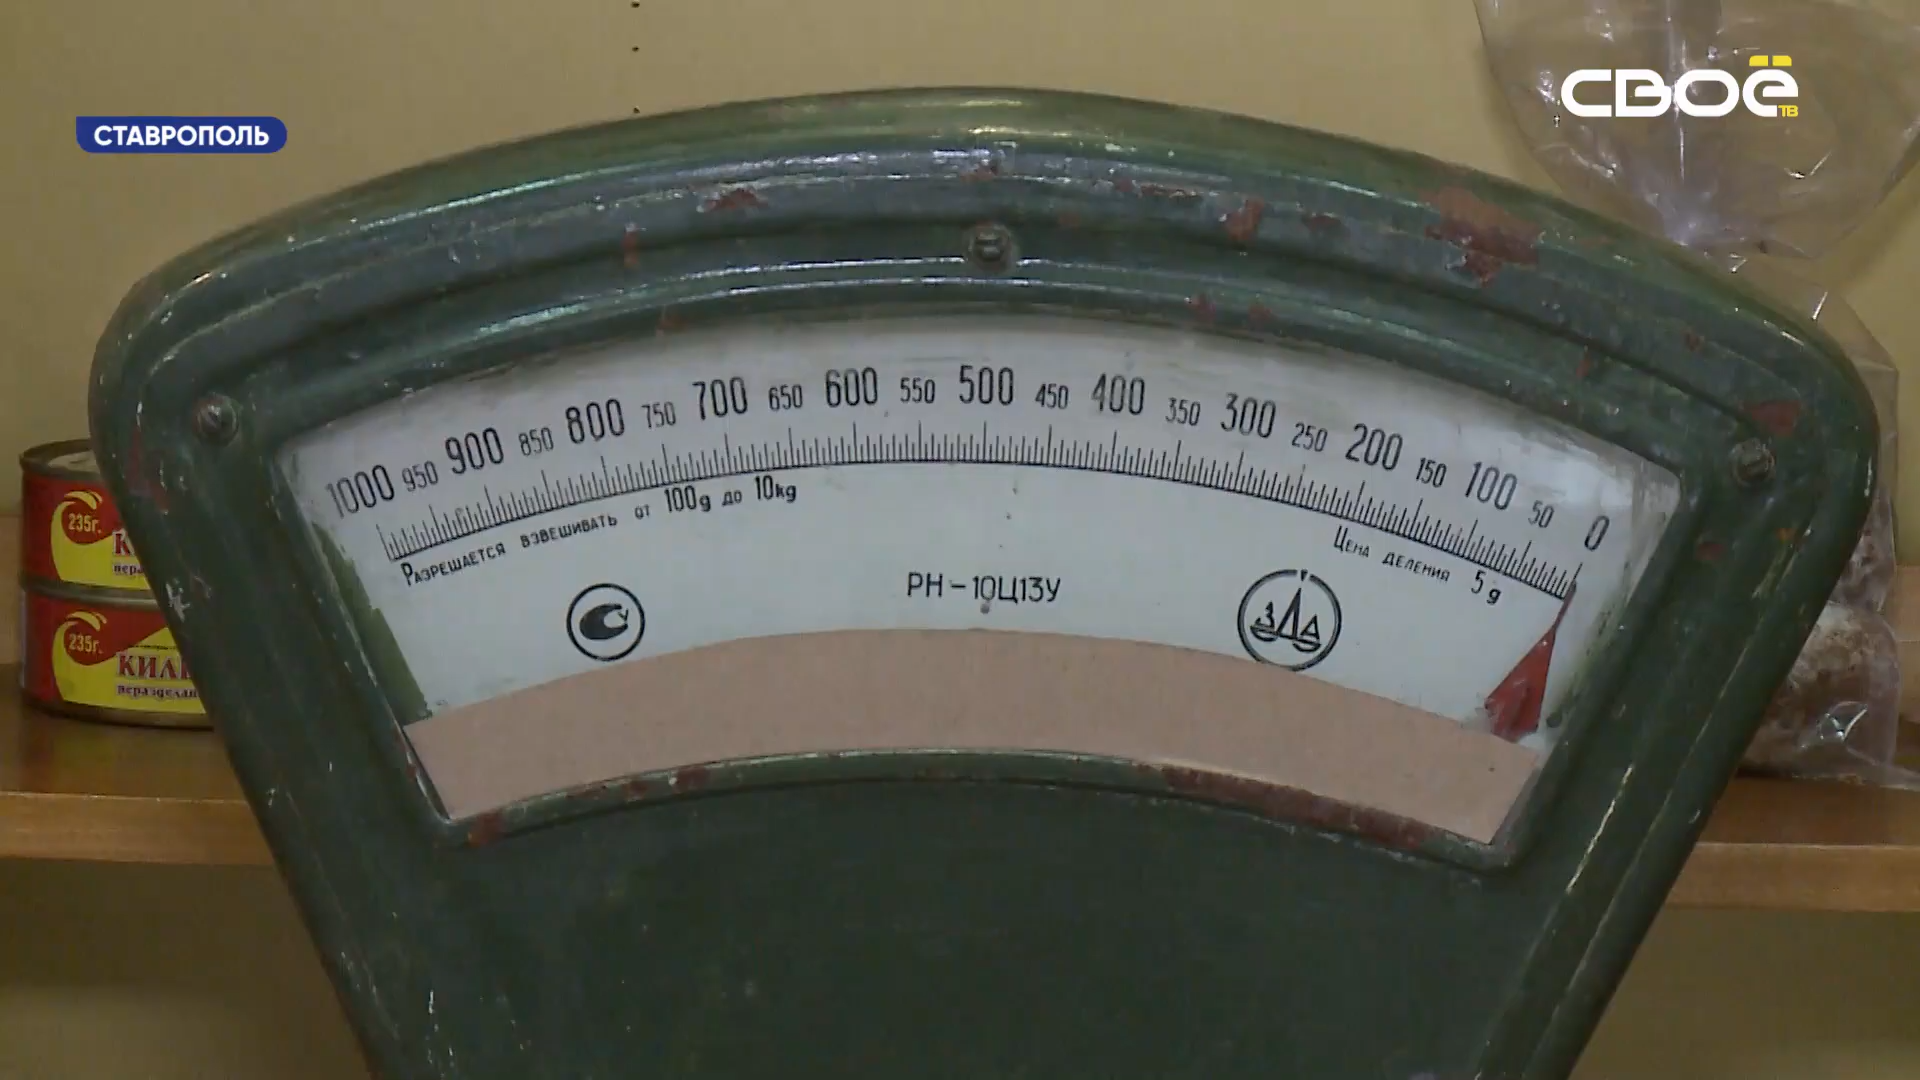 СТАВРОПОЛЬ
СВОЁ ТВ
1000 950 900 850 800 750 700 650 600 550 500 450 400 350 300 250 200 150 100 50 0
РАЗРЕШАЕТСЯ ВЗВЕШИВАТЬ ОТ 100g ДО 10kg
ЦЕНА ДЕЛЕНИЯ 5g
РН-10Ц13У
ЗДА
235г.
235г.